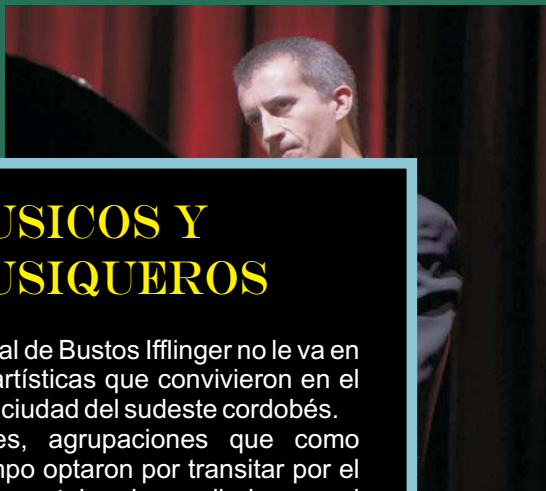 USICOS Y
USIQUEROS
al de Bustos Ifflinger no le va en
artísticas que convivieron en el
ciudad del sudeste cordobés.
es, agrupaciones que como
mpo optaron por transitar por el